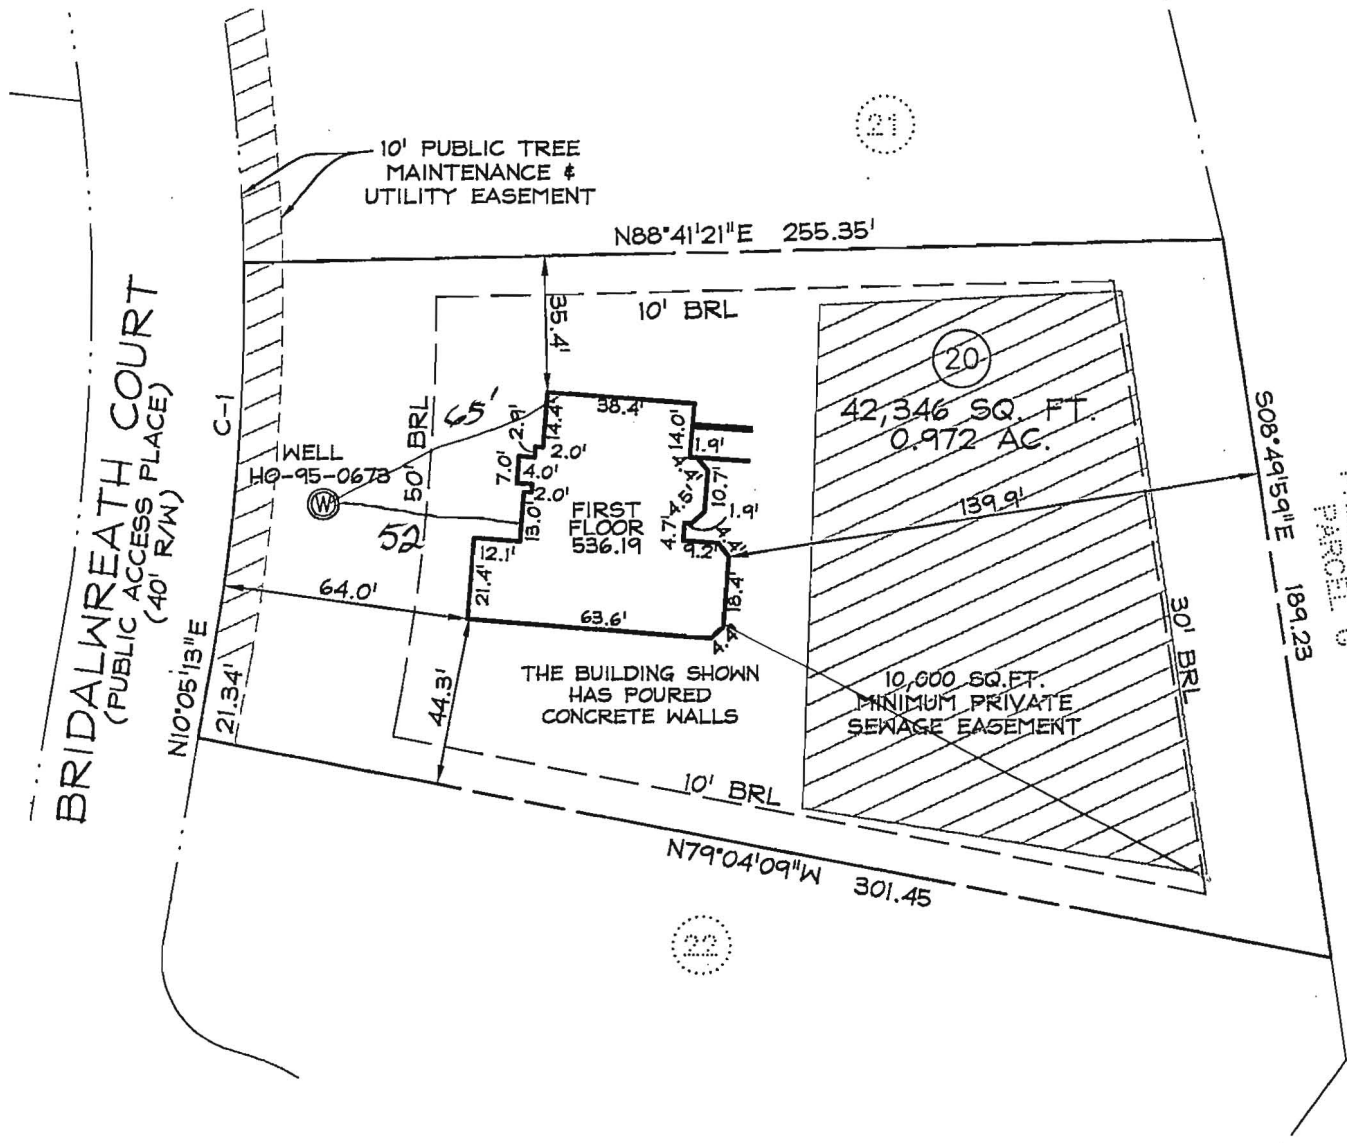 21
10' PUBLIC TREE
MAINTENANCE &
UTILITY EASEMENT
N88°41'21"E 255.35'
BRIDALWREATH COURT
(PUBLIC ACCESS PLACE)
(40' R/W)
C-1
10' BRL
35.4'
20
42,346 SQ. FT.
0.972 AC.
65'
50' BRL
WELL
HO-95-0673
W
52
38.4'
14.4'
2.9'
2.0'
7.0'
4.0'
2.0'
13.0'
12.1'
21.4'
14.0'
1.9'
4.5'
10.7'
1.9'
4.7'
9.2'
4.4'
18.4'
FIRST
FLOOR
536.19
139.9'
S08°49'59"E 189.23
PARCEL G
64.0'
63.6'
30' BRL
N10°05'13"E
21.34'
44.3'
THE BUILDING SHOWN
HAS POURED
CONCRETE WALLS
10,000 SQ.FT.
MINIMUM PRIVATE
SEWAGE EASEMENT
10' BRL
N79°04'09"W 301.45
22